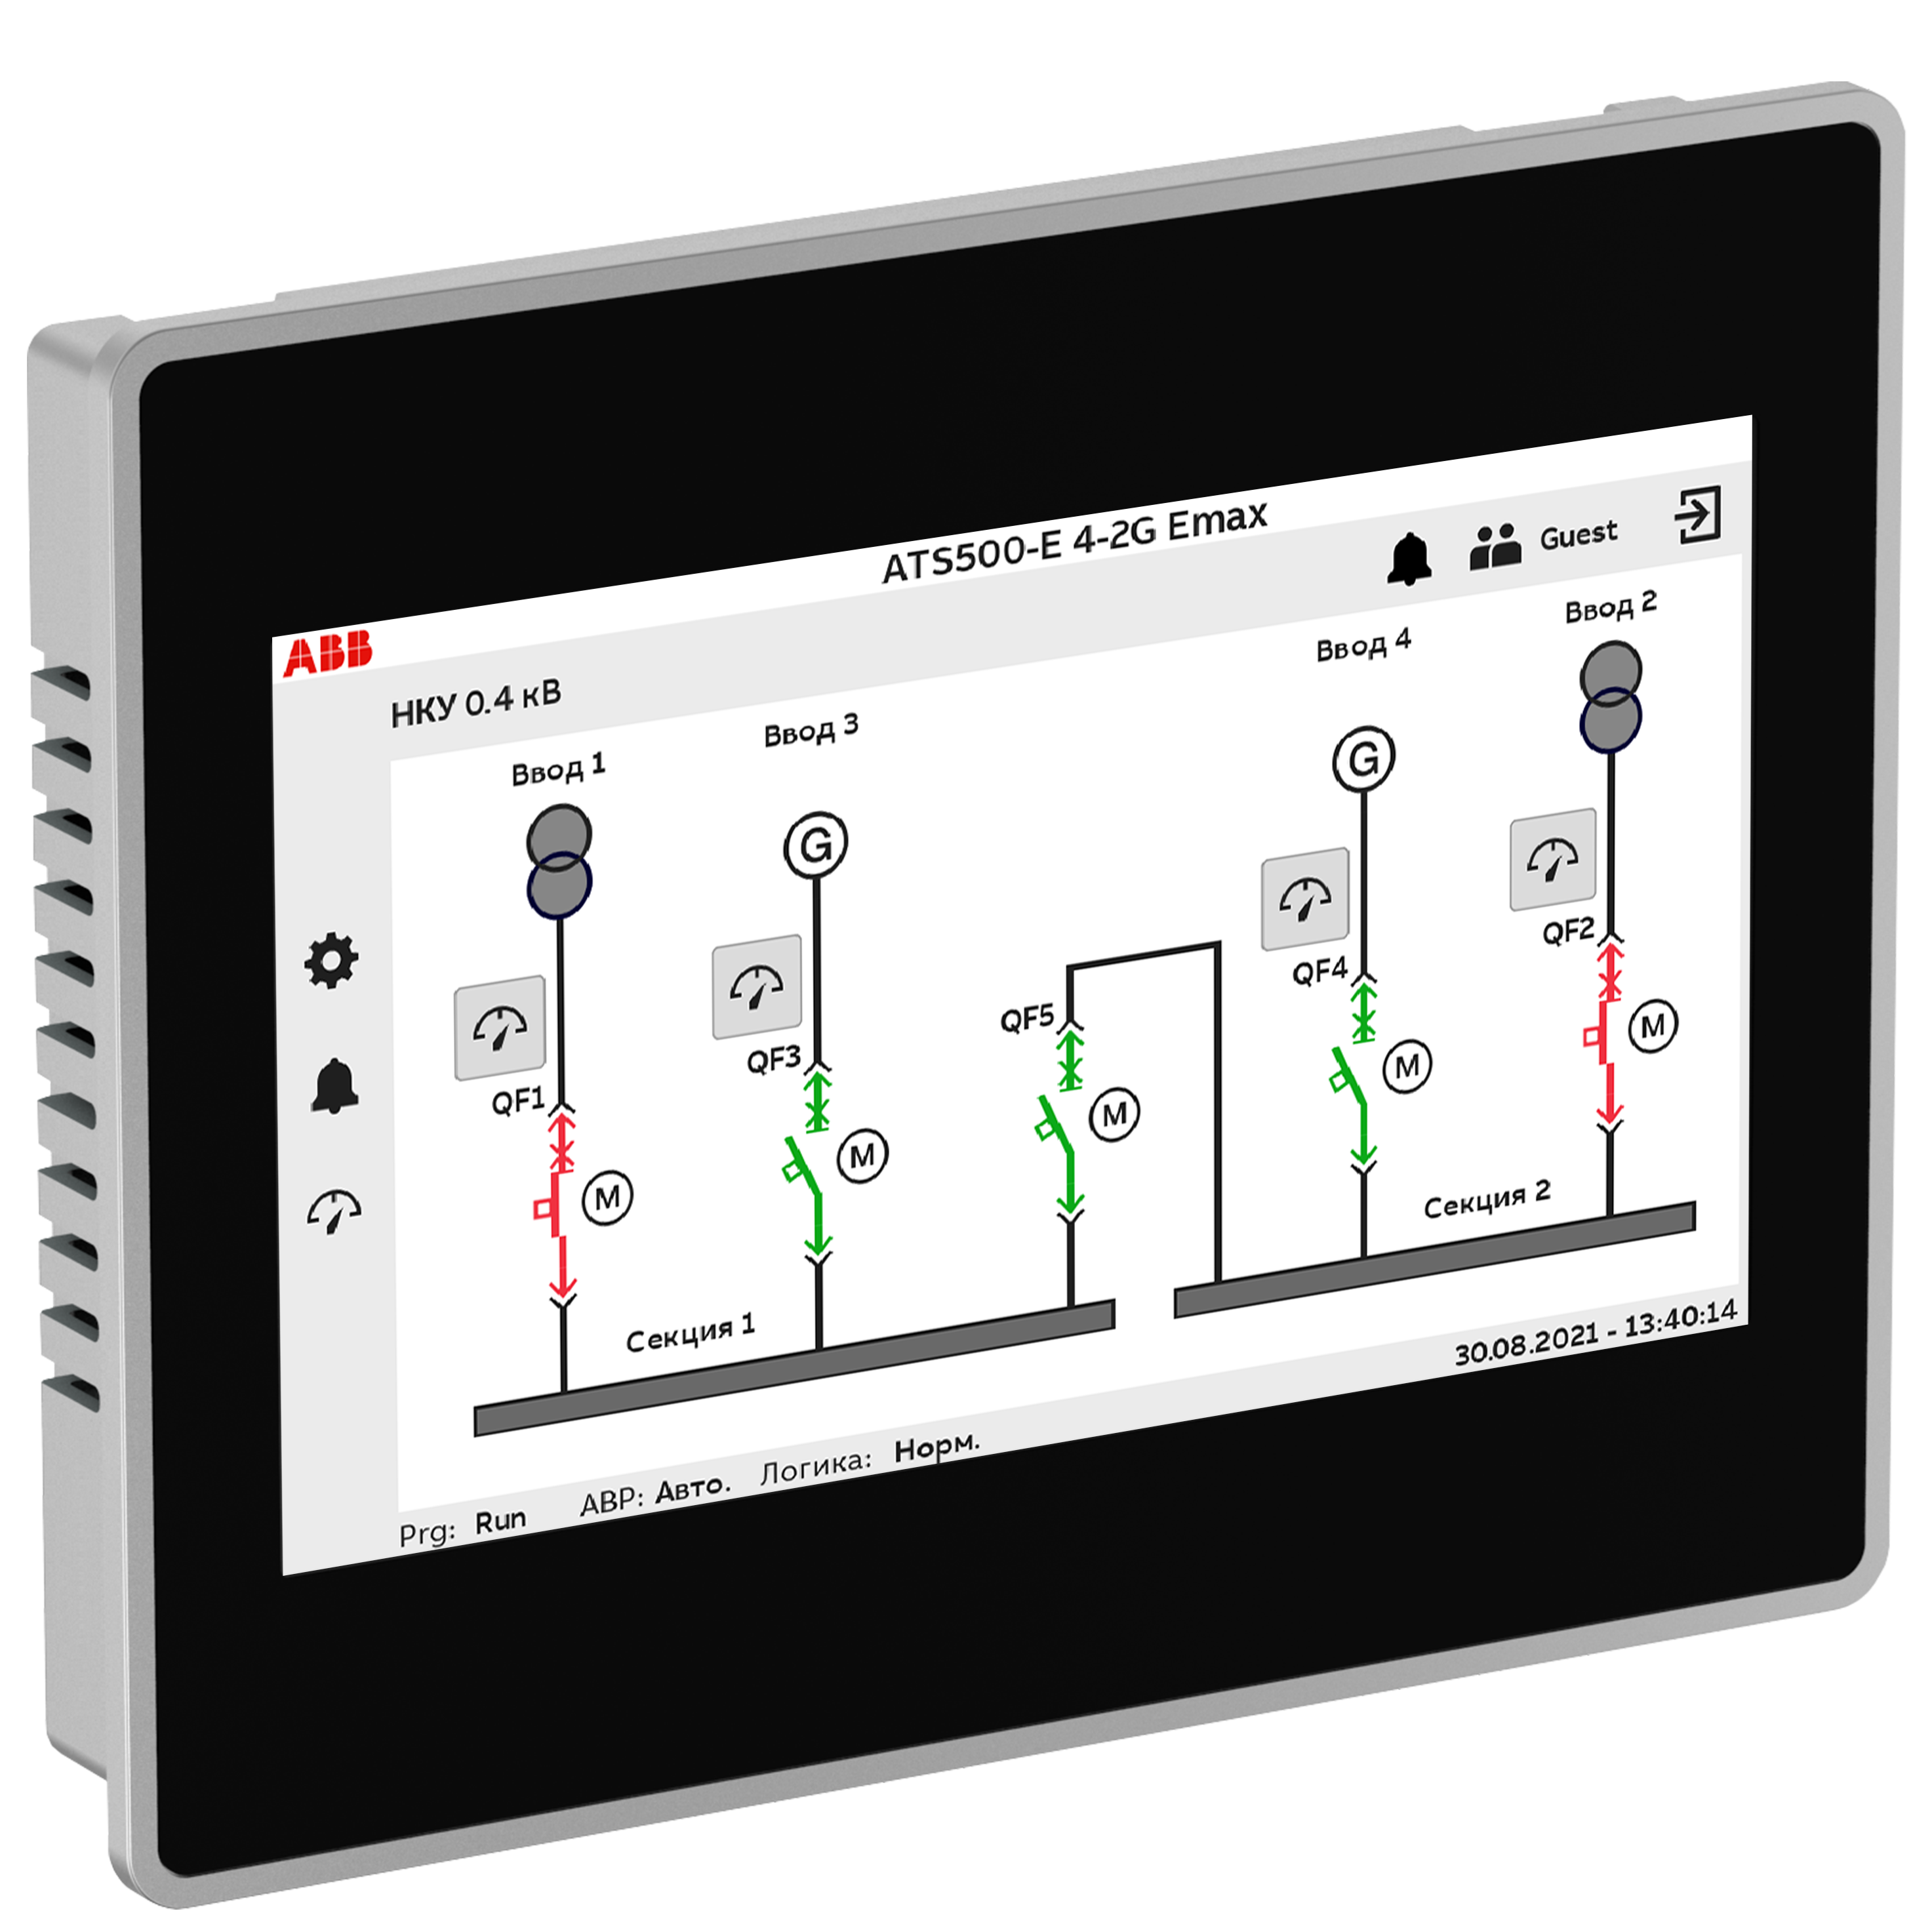 ATS500-E 4-2G Emax
ABB
Guest
НКУ 0.4 кВ
Ввод 1
Ввод 3
Ввод 4
Ввод 2
G
G
QF1
QF3
QF5
QF4
QF2
M
M
M
M
M
Секция 1
Секция 2
30.08.2021 - 13:40:14
Prg: Run АВР: Авто. Логика: Норм.